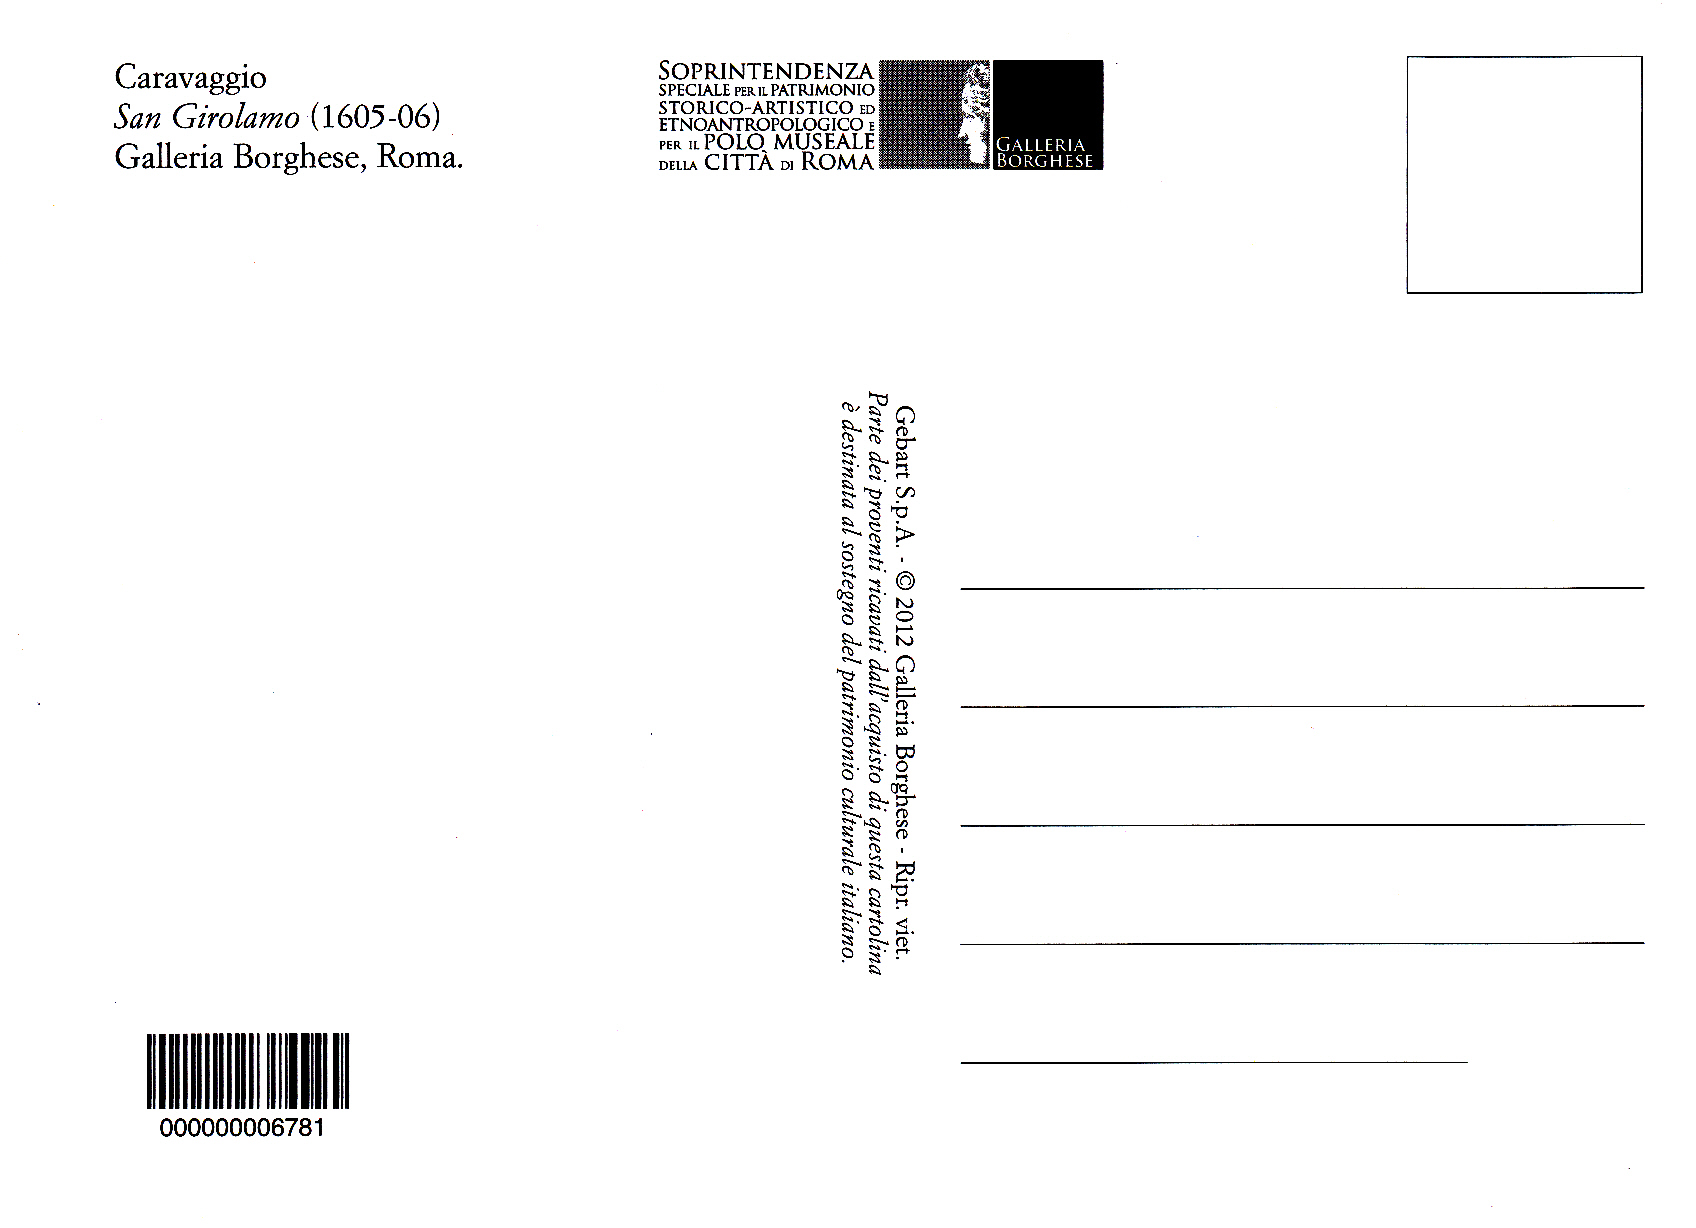 Caravaggio
San Girolamo (1605-06)
Galleria Borghese, Roma.
SOPRINTENDENZA
SPECIALE PER IL PATRIMONIO
STORICO-ARTISTICO ED
ETNOANTROPOLOGICO E
PER IL POLO MUSEALE
DELLA CITTÀ DI ROMA
GALLERIA
BORGHESE
Gebart S.p.A. - © 2012 Galleria Borghese - Ripr. viet.
Parte dei proventi ricavati dall'acquisto di questa cartolina
è destinata al sostegno del patrimonio culturale italiano.
000000006781